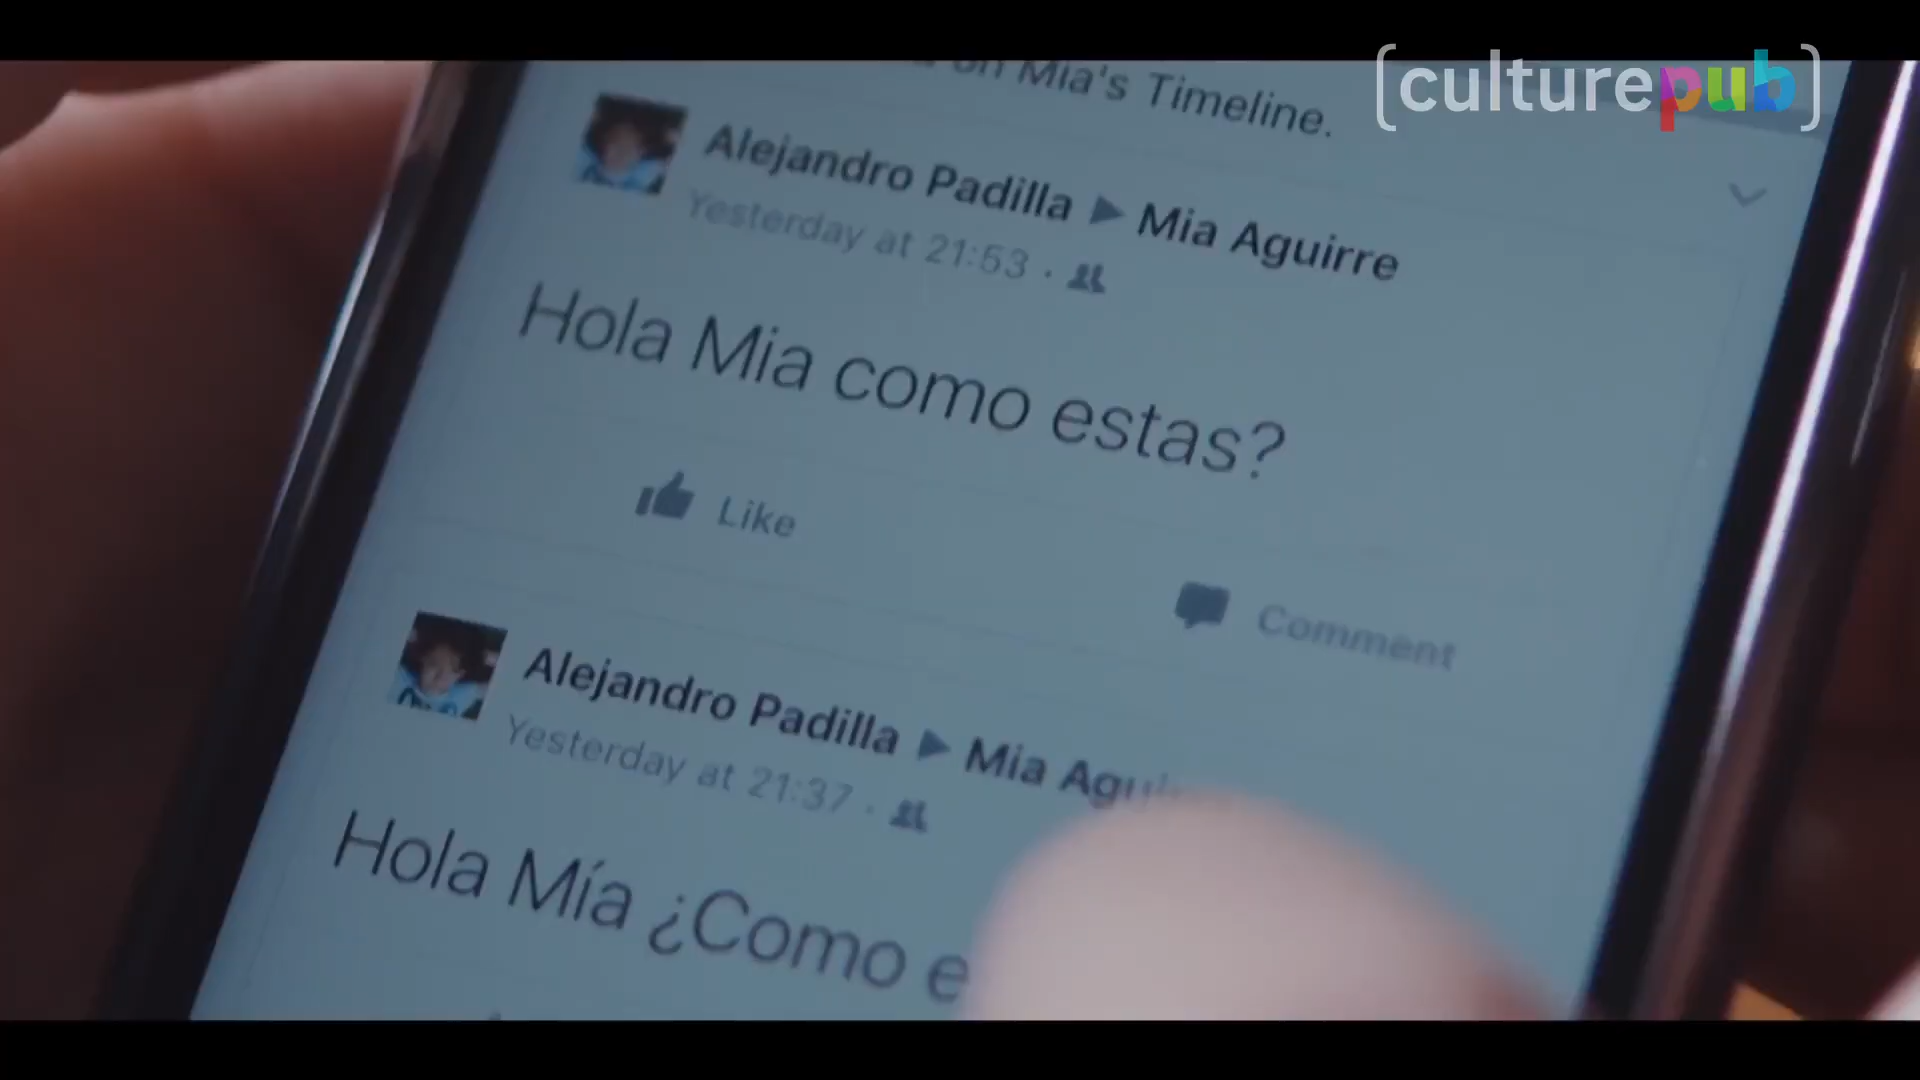 on Mia's Timeline.
[culturepub]
Alejandro Padilla ▶ Mia Aguirre
Yesterday at 21:53 ·
Hola Mia como estas?
Like
Comment
Alejandro Padilla ▶ Mia
Yesterday at 21:37 ·
Hola Mía ¿Como